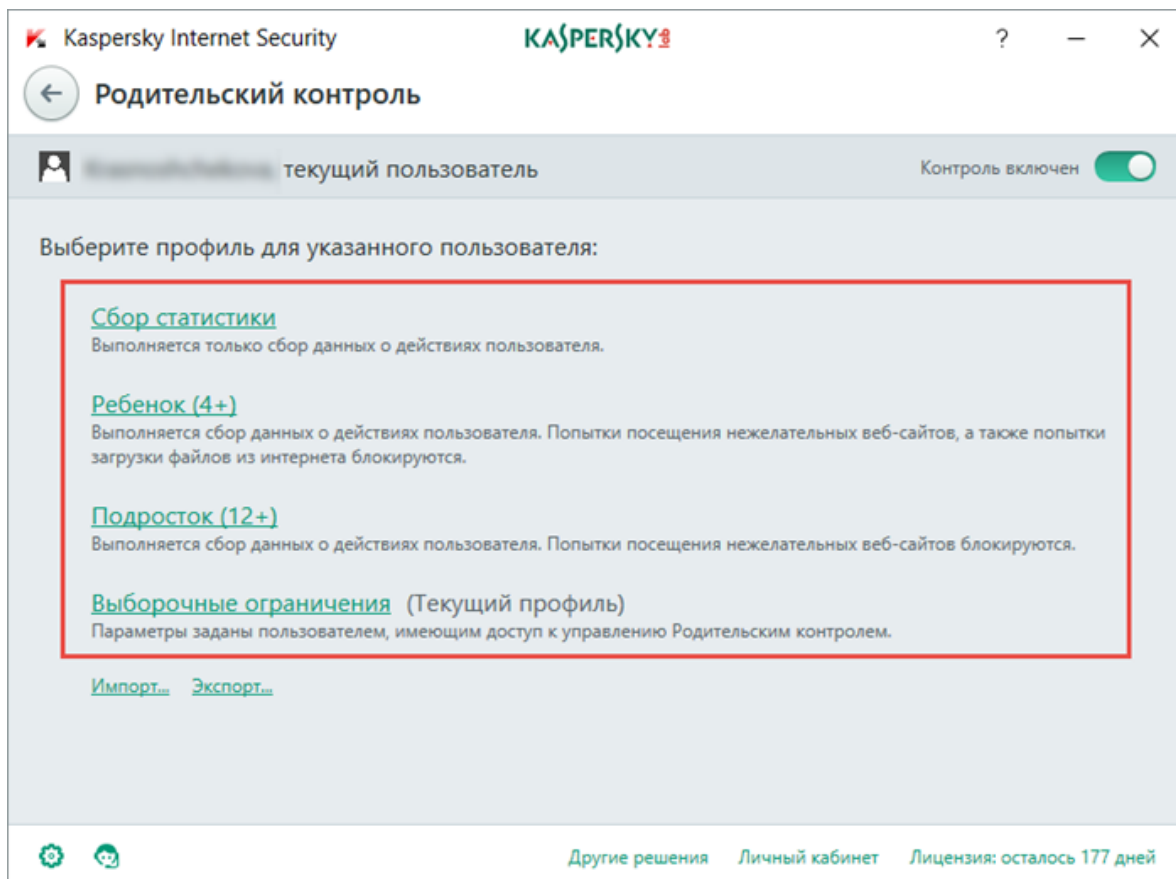 Kaspersky Internet Security
KASPERSKY lab
?
Родительский контроль
текущий пользователь
Контроль включен
Выберите профиль для указанного пользователя:
Сбор статистики
Выполняется только сбор данных о действиях пользователя.
Ребенок (4+)
Выполняется сбор данных о действиях пользователя. Попытки посещения нежелательных веб-сайтов, а также попытки
загрузки файлов из интернета блокируются.
Подросток (12+)
Выполняется сбор данных о действиях пользователя. Попытки посещения нежелательных веб-сайтов блокируются.
Выборочные ограничения (Текущий профиль)
Параметры заданы пользователем, имеющим доступ к управлению Родительским контролем.
Импорт... Экспорт...
Другие решения Личный кабинет Лицензия: осталось 177 дней